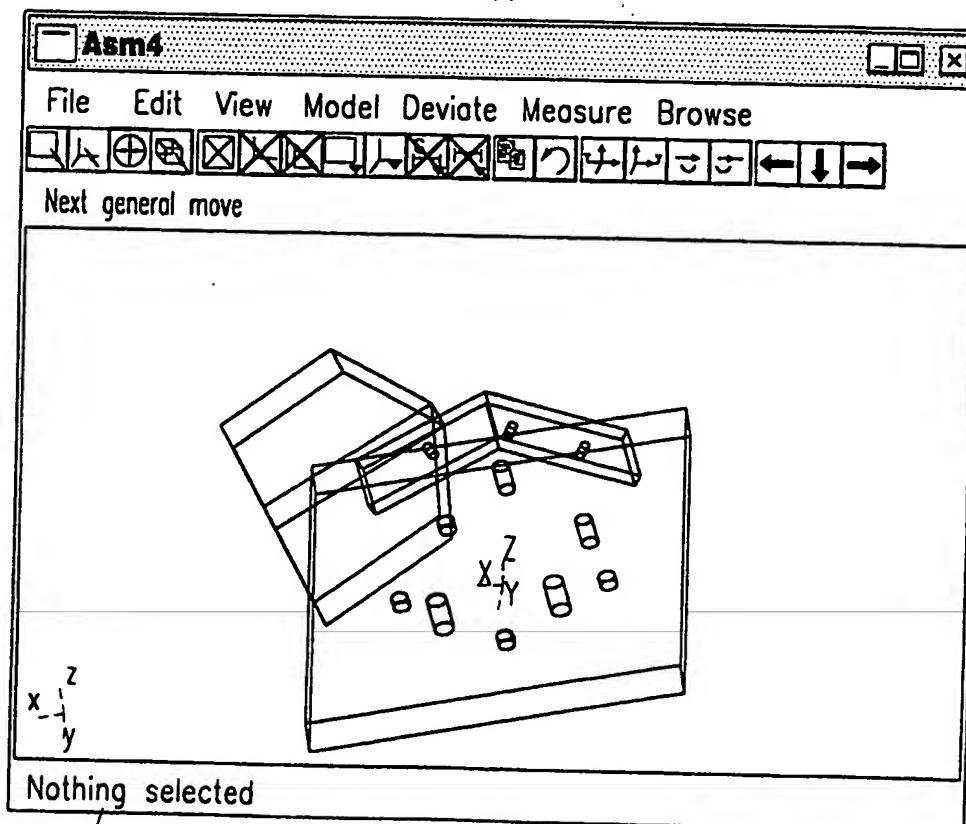 Asm4
File Edit View Model Deviate Measure Browse
Next general move
Z
X
Y
z
x
y
Nothing selected